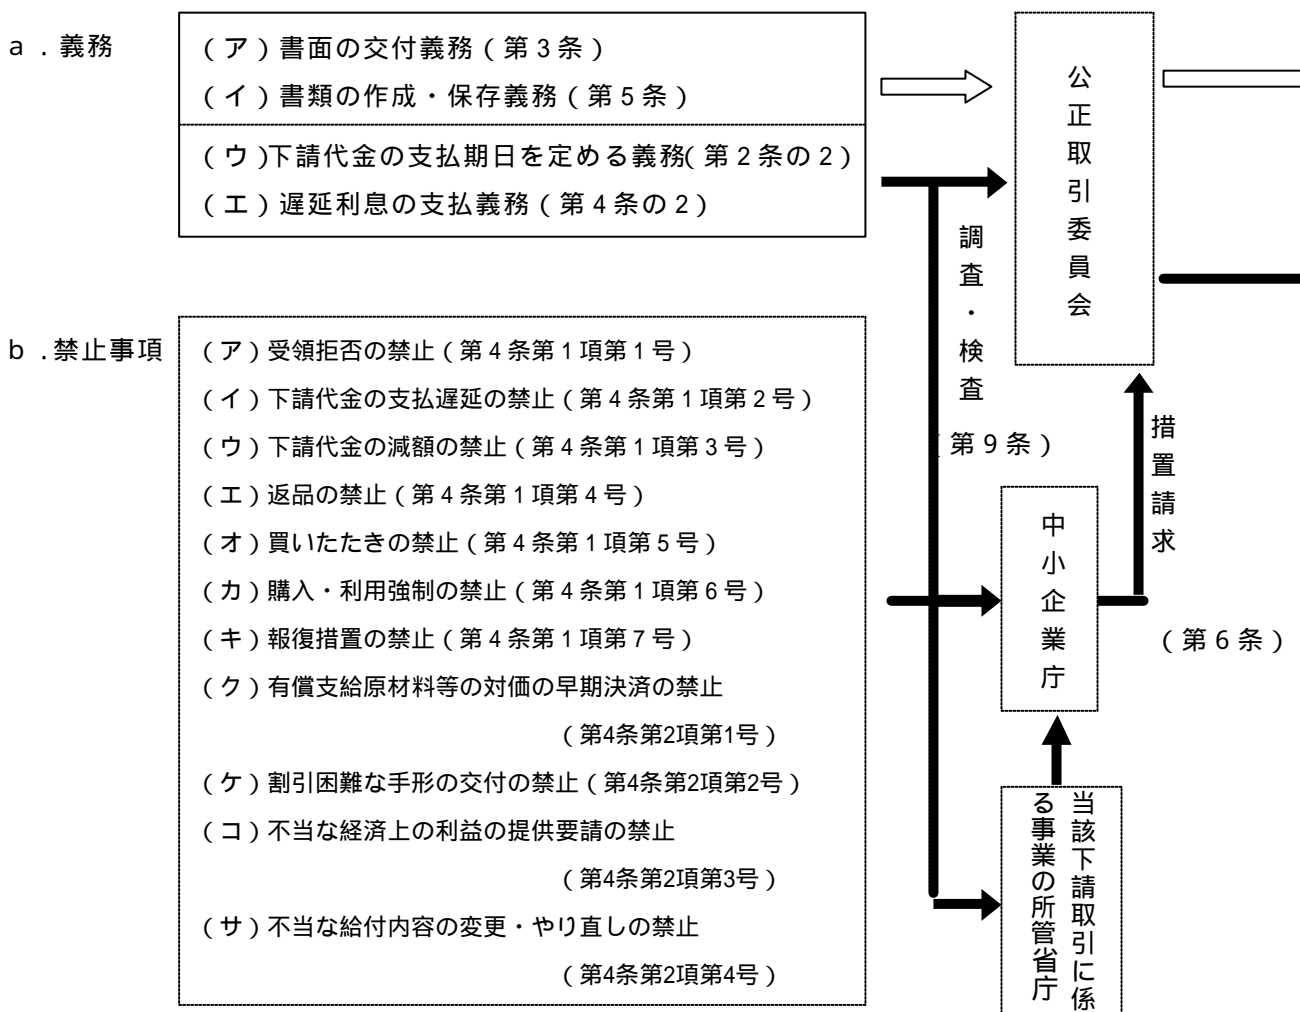 a．義務
（ア）書面の交付義務（第3条）
（イ）書類の作成・保存義務（第5条）
（ウ）下請代金の支払期日を定める義務（第2条の2）
（エ）遅延利息の支払義務（第4条の2）
b．禁止事項
（ア）受領拒否の禁止（第4条第1項第1号）
（イ）下請代金の支払遅延の禁止（第4条第1項第2号）
（ウ）下請代金の減額の禁止（第4条第1項第3号）
（エ）返品の禁止（第4条第1項第4号）
（オ）買いたたきの禁止（第4条第1項第5号）
（カ）購入・利用強制の禁止（第4条第1項第6号）
（キ）報復措置の禁止（第4条第1項第7号）
（ク）有償支給原材料等の対価の早期決済の禁止
（第4条第2項第1号）
（ケ）割引困難な手形の交付の禁止（第4条第2項第2号）
（コ）不当な経済上の利益の提供要請の禁止
（第4条第2項第3号）
（サ）不当な給付内容の変更・やり直しの禁止
（第4条第2項第4号）
調査・検査
（第9条）
公正取引委員会
措置請求
（第6条）
中小企業庁
当該下請取引に係
る事業の所管省庁